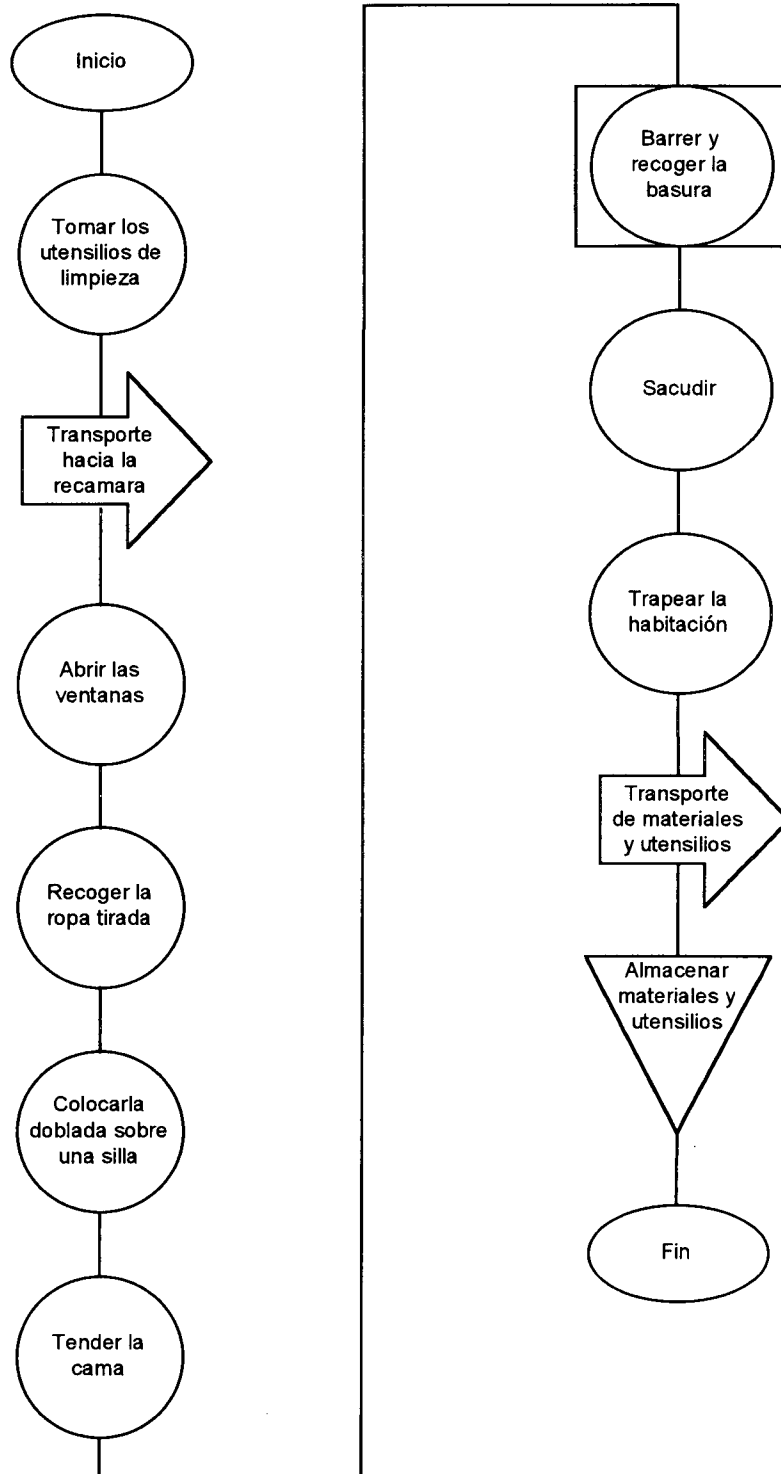 Inicio
Tomar los
utensilios de
limpieza
Transporte
hacia la
recamara
Abrir las
ventanas
Recoger la
ropa tirada
Colocarla
doblada sobre
una silla
Tender la
cama
Barrer y
recoger la
basura
Sacudir
Trapear la
habitación
Transporte
de materiales
y utensilios
Almacenar
materiales y
utensilios
Fin